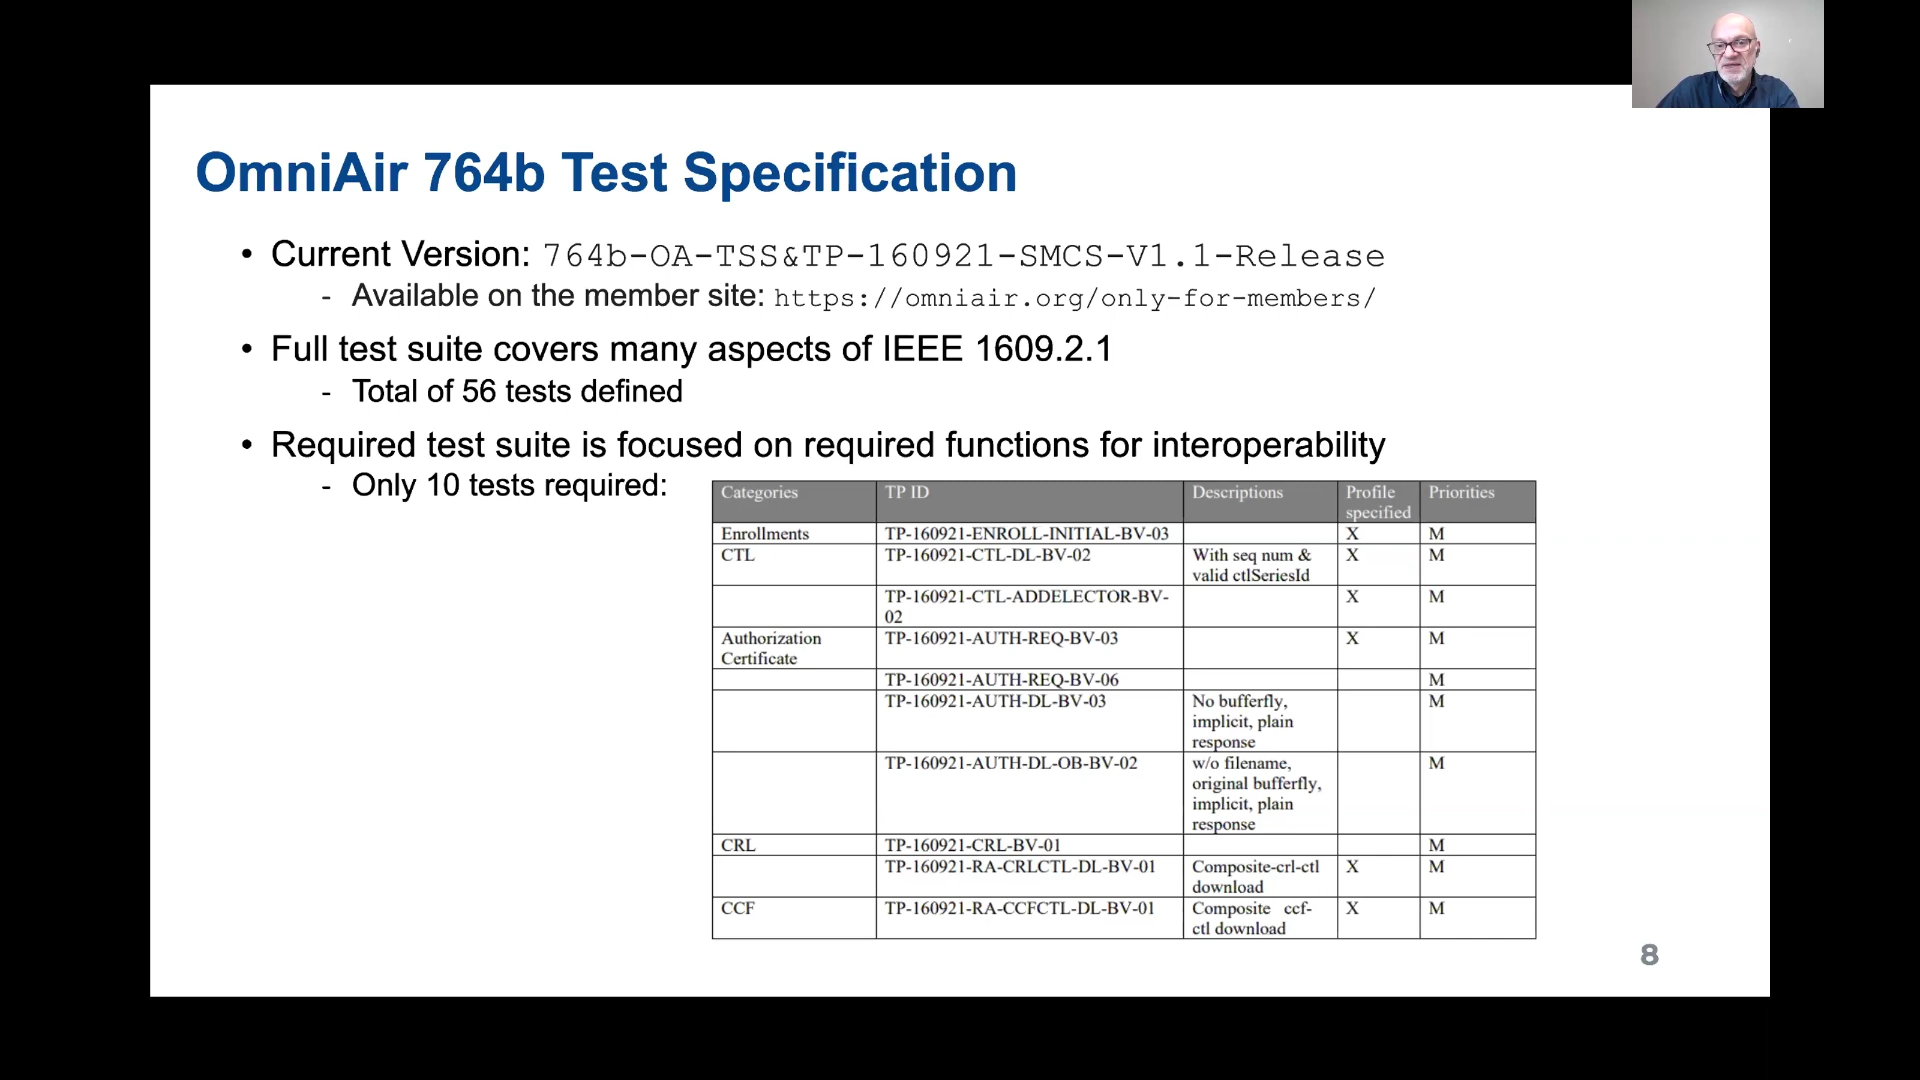 OmniAir 764b Test Specification
• Current Version: 764b-OA-TSS&TP-160921-SMCS-V1.1-Release
- Available on the member site: https://omniair.org/only-for-members/
• Full test suite covers many aspects of IEEE 1609.2.1
- Total of 56 tests defined
• Required test suite is focused on required functions for interoperability
- Only 10 tests required:
Categories TP ID Descriptions Profile specified Priorities
Enrollments TP-160921-ENROLL-INITIAL-BV-03 X M
CTL TP-160921-CTL-DL-BV-02 With seq num & valid ctlSeriesId X M
TP-160921-CTL-ADDELECTOR-BV-02 X M
Authorization Certificate TP-160921-AUTH-REQ-BV-03 X M
TP-160921-AUTH-REQ-BV-06 M
TP-160921-AUTH-DL-BV-03 No bufferfly, implicit, plain response M
TP-160921-AUTH-DL-OB-BV-02 w/o filename, original bufferfly, implicit, plain response M
CRL TP-160921-CRL-BV-01 M
TP-160921-RA-CRLCTL-DL-BV-01 Composite-crl-ctl download X M
CCF TP-160921-RA-CCFCTL-DL-BV-01 Composite ccf-ctl download X M
8